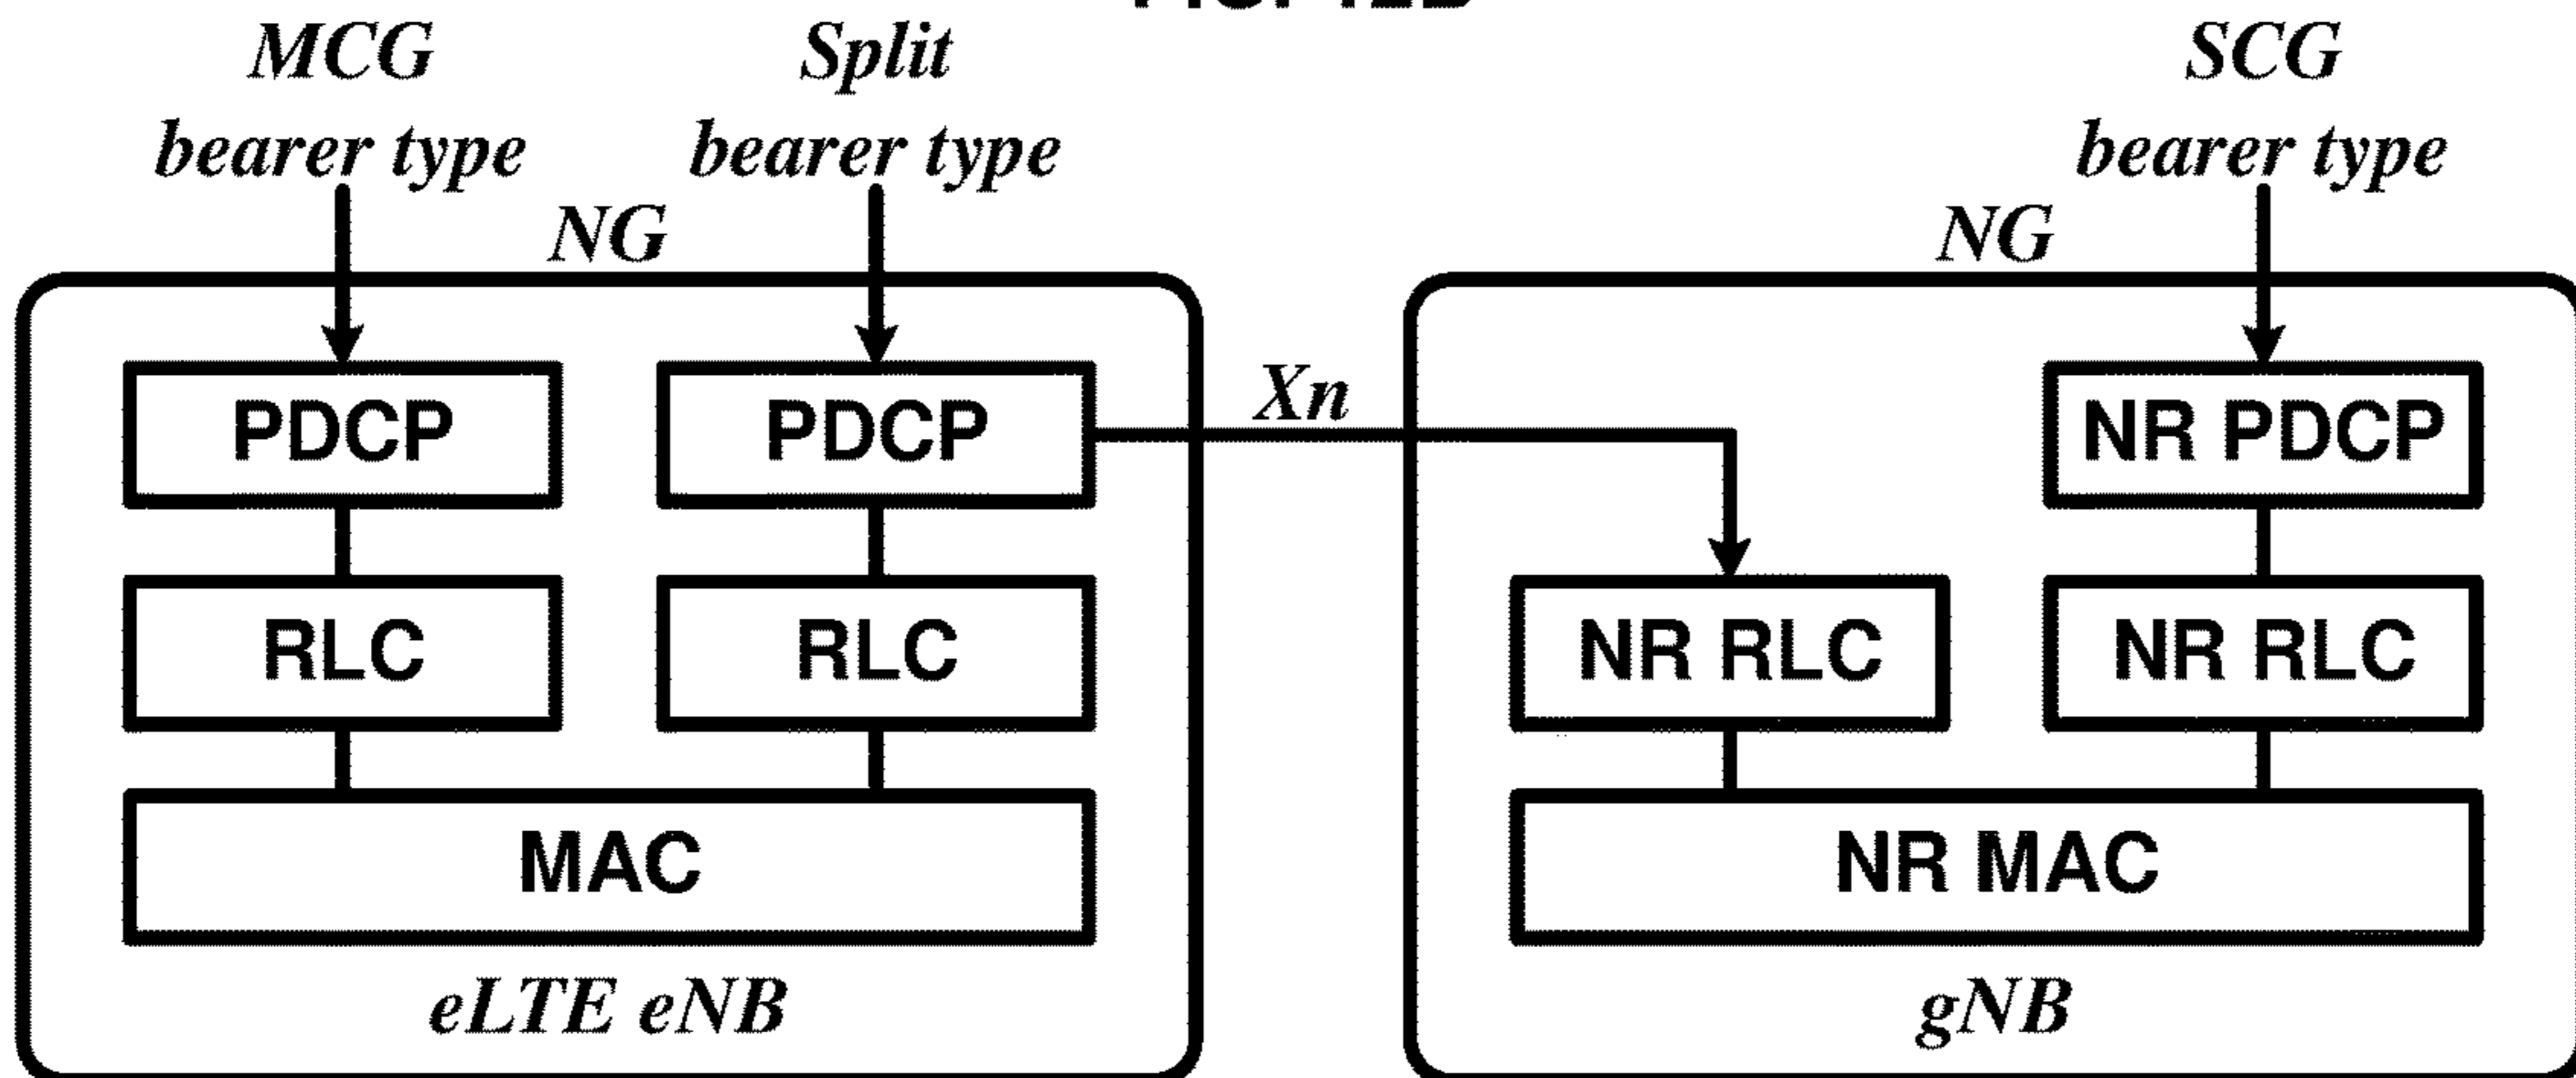 MCG
bearer type
Split
bearer type
SCG
bearer type
NG
NG
Xn
PDCP
PDCP
NR PDCP
RLC
RLC
NR RLC
NR RLC
MAC
NR MAC
eLTE eNB
gNB